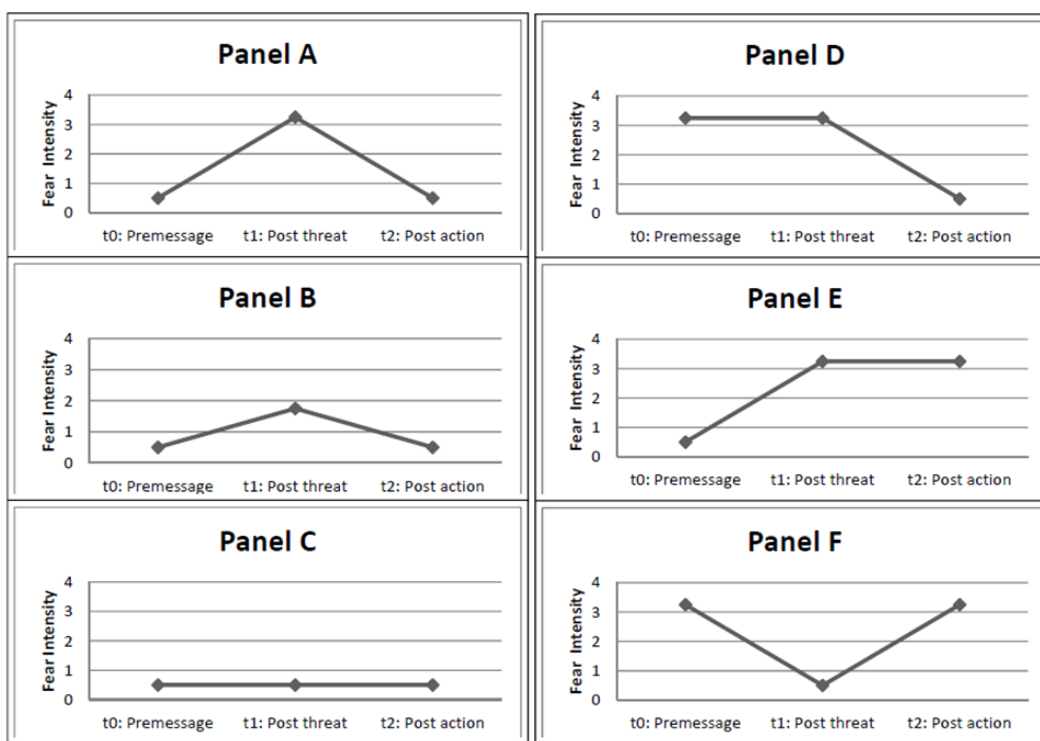 Panel A
Fear Intensity
4
3
2
1
0
t0: Premessage t1: Post threat t2: Post action
Panel B
Fear Intensity
4
3
2
1
0
t0: Premessage t1: Post threat t2: Post action
Panel C
Fear Intensity
4
3
2
1
0
t0: Premessage t1: Post threat t2: Post action
Panel D
Fear Intensity
4
3
2
1
0
t0: Premessage t1: Post threat t2: Post action
Panel E
Fear Intensity
4
3
2
1
0
t0: Premessage t1: Post threat t2: Post action
Panel F
Fear Intensity
4
3
2
1
0
t0: Premessage t1: Post threat t2: Post action